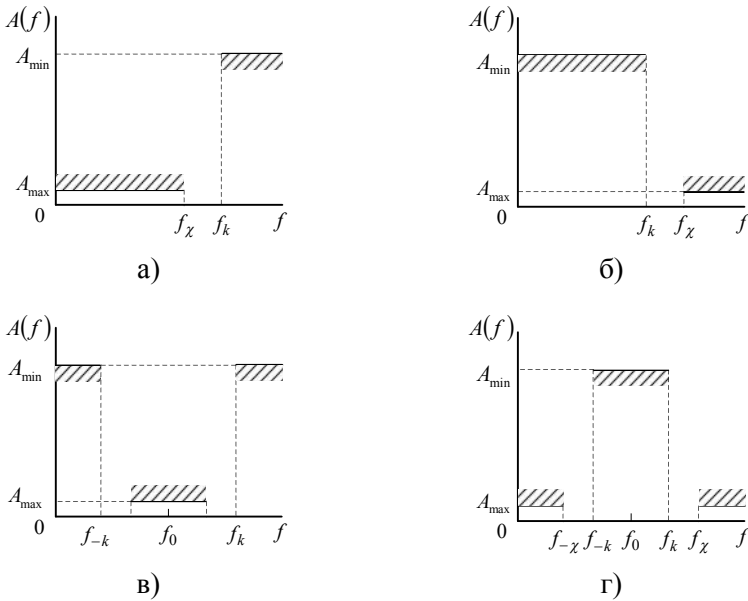 A(f)
A_min
A_max
0
f_χ f_k f
а)
A(f)
A_min
A_max
0
f_k f_χ f
б)
A(f)
A_min
A_max
0
f_{-k} f_0 f_k f
в)
A(f)
A_min
A_max
0
f_{-χ} f_{-k} f_0 f_k f_χ f
г)